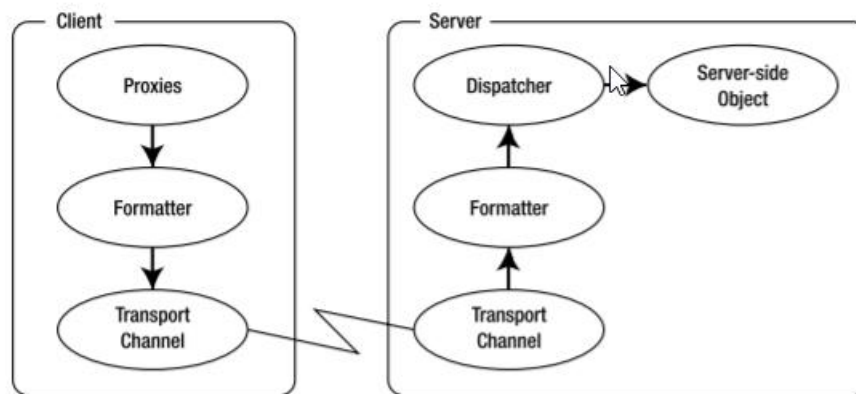 Client
Proxies
Formatter
Transport
Channel
Server
Dispatcher
Server-side
Object
Formatter
Transport
Channel